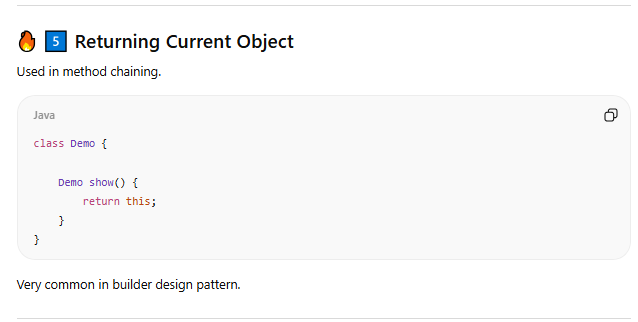 🔥 5️⃣ Returning Current Object
Used in method chaining.
Java
class Demo {
    Demo show() {
        return this;
    }
}
Very common in builder design pattern.